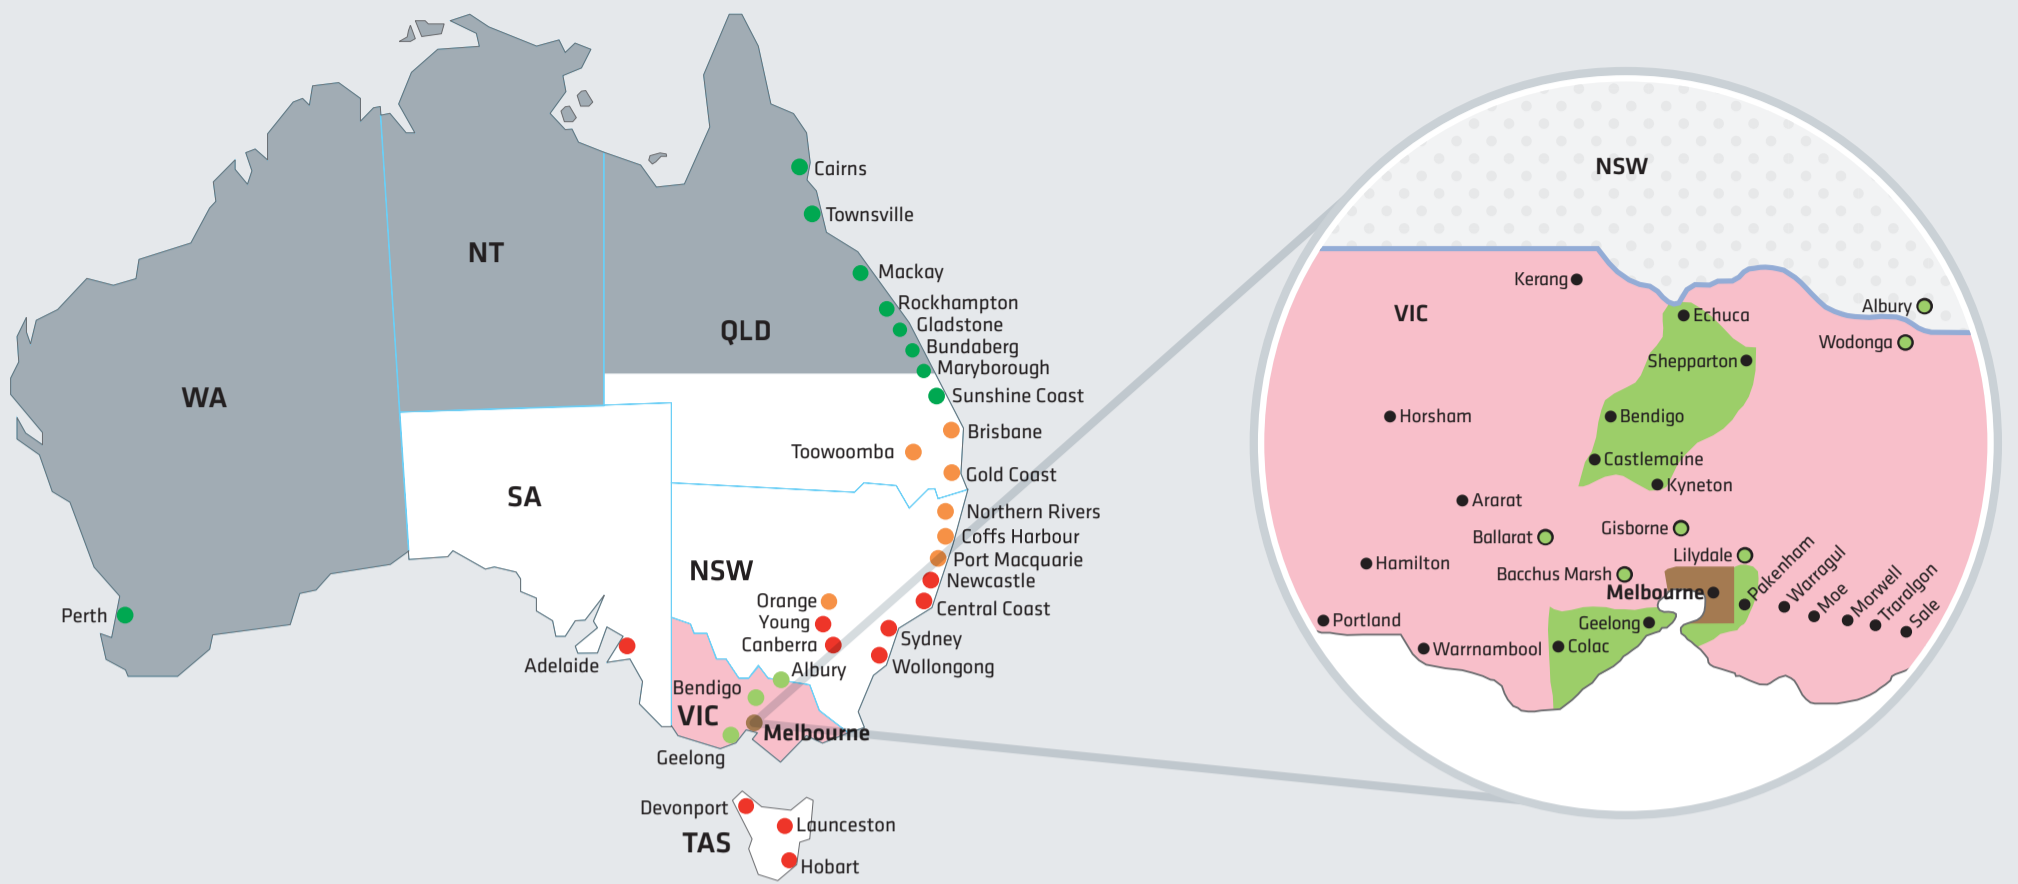 Cairns
Townsville
NT
Mackay
Rockhampton
Gladstone
QLD
Bundaberg
Maryborough
WA
Sunshine Coast
Brisbane
Toowoomba
Gold Coast
SA
Northern Rivers
Coffs Harbour
Port Macquarie
NSW
Newcastle
Orange
Central Coast
Perth
Young
Sydney
Canberra
Adelaide
Wollongong
Albury
Bendigo
VIC
Melbourne
Geelong
Devonport
Launceston
TAS
Hobart
NSW
Kerang
Albury
VIC
Echuca
Wodonga
Shepparton
Horsham
Bendigo
Castlemaine
Kyneton
Ararat
Gisborne
Ballarat
Lilydale
Hamilton
Bacchus Marsh
Melbourne
Pakenham
Warragul
Moe
Morwell
Traralgon
Sale
Portland
Geelong
Warrnambool
Colac